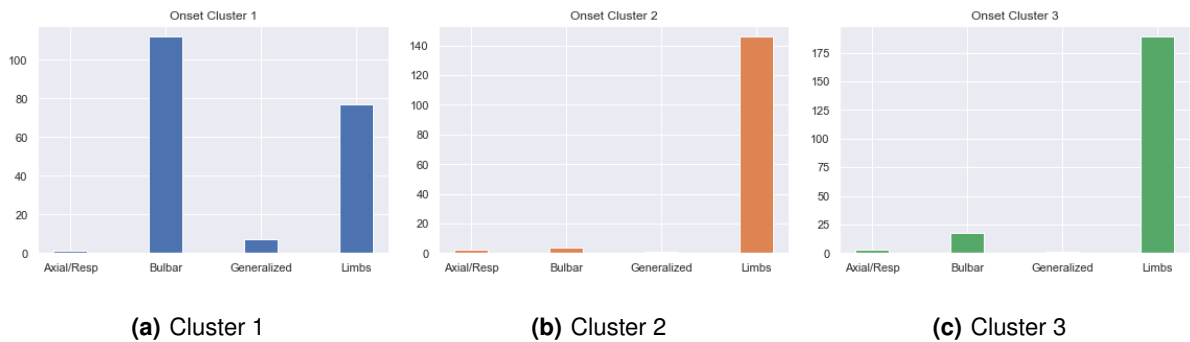 Onset Cluster 1
100
80
60
40
20
0
Axial/Resp Bulbar Generalized Limbs
(a) Cluster 1
Onset Cluster 2
140
120
100
80
60
40
20
0
Axial/Resp Bulbar Generalized Limbs
(b) Cluster 2
Onset Cluster 3
175
150
125
100
75
50
25
0
Axial/Resp Bulbar Generalized Limbs
(c) Cluster 3